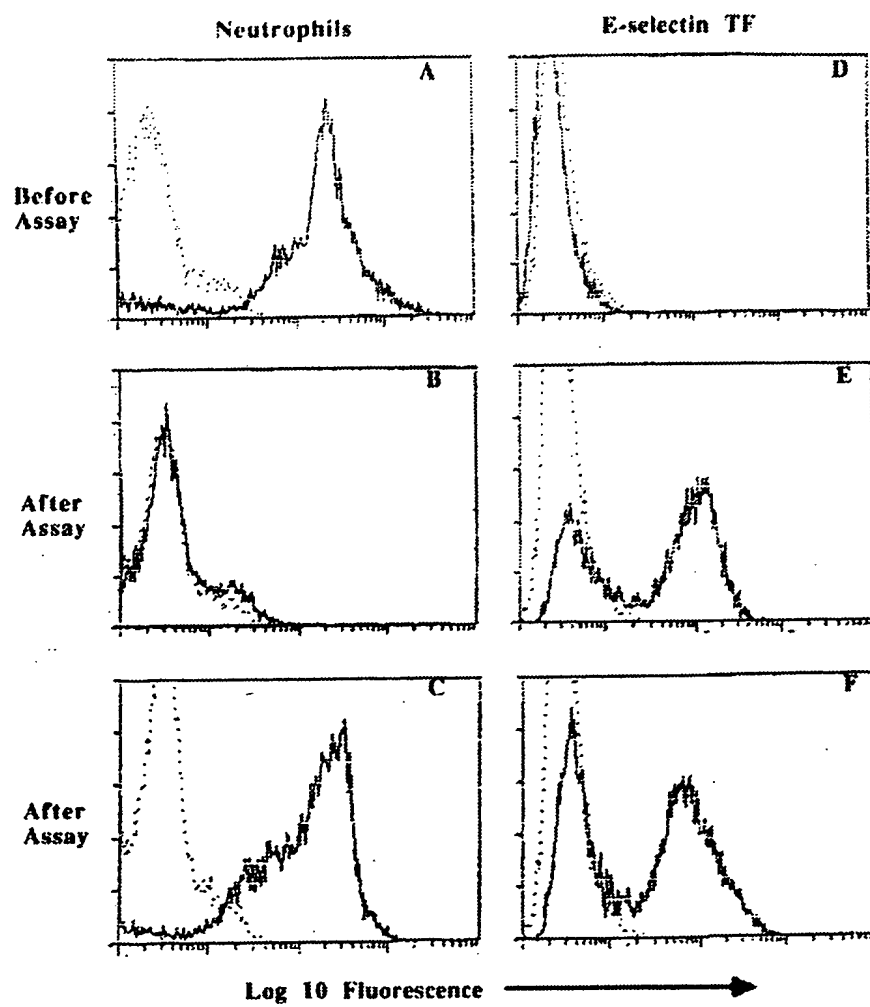 Neutrophils
E-selectin TF
A
D
Before
Assay
B
E
After
Assay
C
F
After
Assay
Log 10 Fluorescence